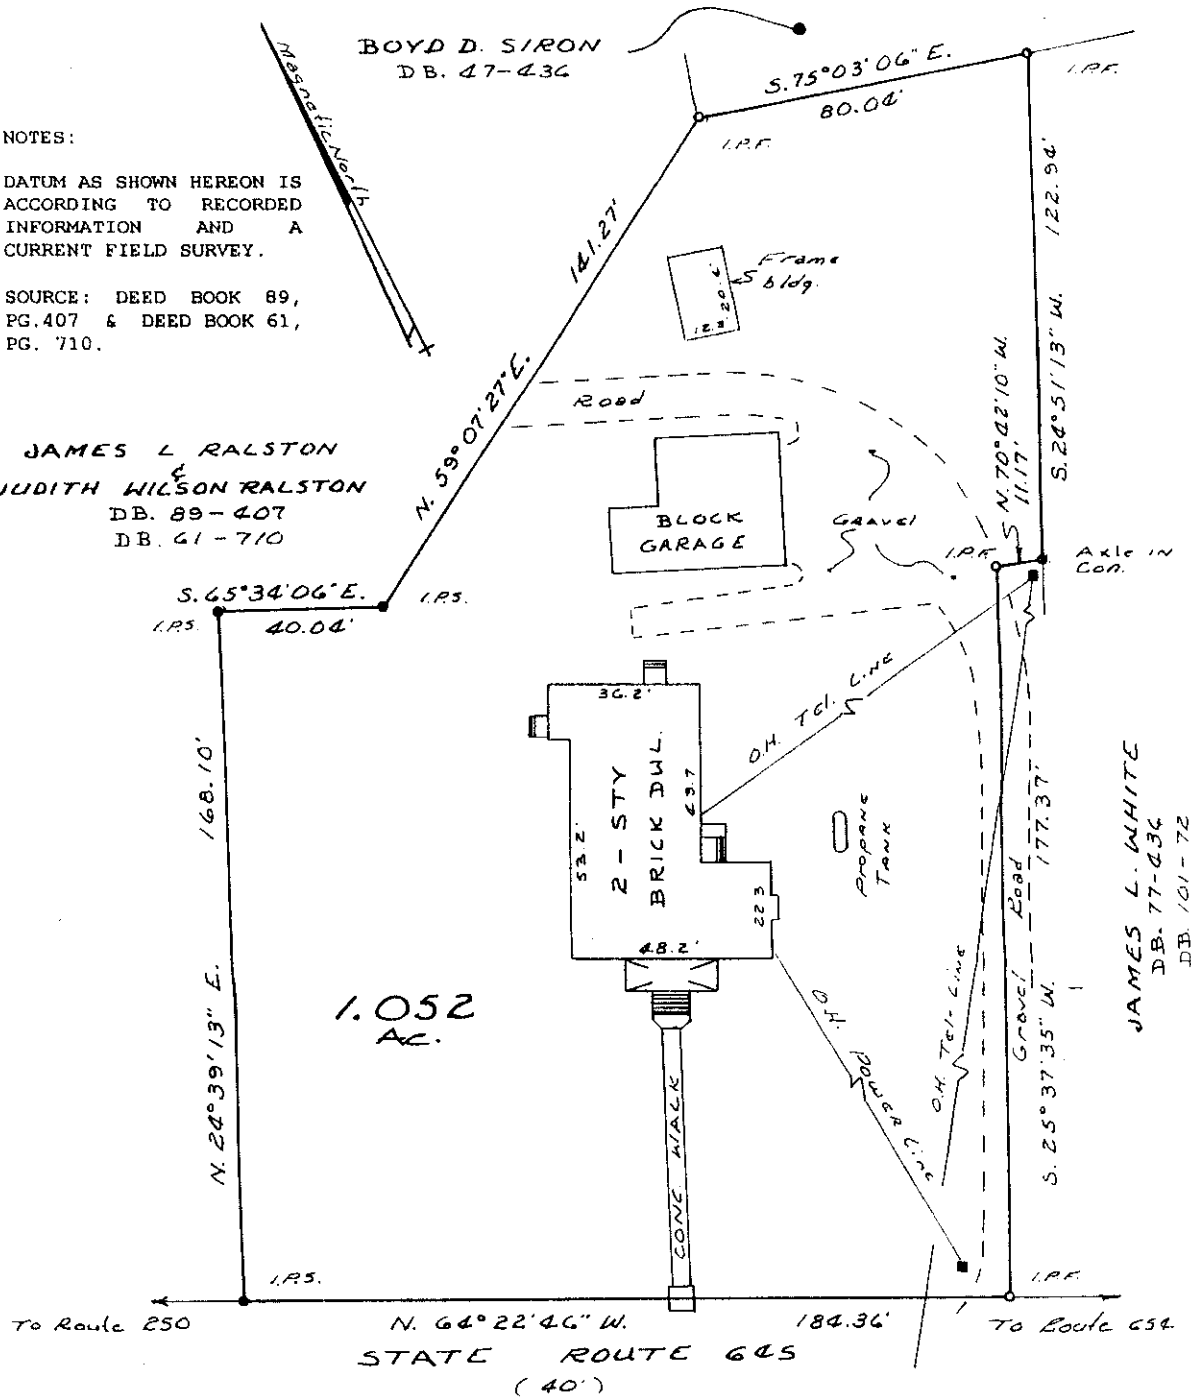 BOYD D. SIRON
DB. 47-436
Magnetic North
S. 75° 03' 06" E.
80.04'
I.P.F.
I.P.F.
NOTES:
DATUM AS SHOWN HEREON IS
ACCORDING TO RECORDED
INFORMATION AND A
CURRENT FIELD SURVEY.
SOURCE: DEED BOOK 89,
PG.407 & DEED BOOK 61,
PG. 710.
141.27'
N. 59° 07' 27" E.
122.94'
S. 24° 51' 13" W.
Frame
bldg.
12.2
20.4'
Road
N. 70° 42' 10" W.
11.17'
JAMES L RALSTON
&
JUDITH WILSON RALSTON
DB. 89-407
DB. 61-710
BLOCK
GARAGE
Gravel
I.P.F.
Axle in
Con.
S. 65° 34' 06" E.
40.04'
I.P.S.
I.P.S.
36.2'
O.H. Tel. Line
168.10'
N. 24° 39' 13" E.
2-STY
BRICK DWL.
53.2'
49.7
22.3
48.2'
Propane
Tank
177.37'
Gravel Road
S. 25° 37' 35" W.
JAMES L. WHITE
DB. 77-436
DB. 101-72
1.052
Ac.
O.H. Power Line
O.H. Tel. Line
CONC. WALK
I.P.S.
I.P.F.
To Route 250
N. 64° 22' 46" W.
184.36'
To Route 654
STATE ROUTE 645
(40')